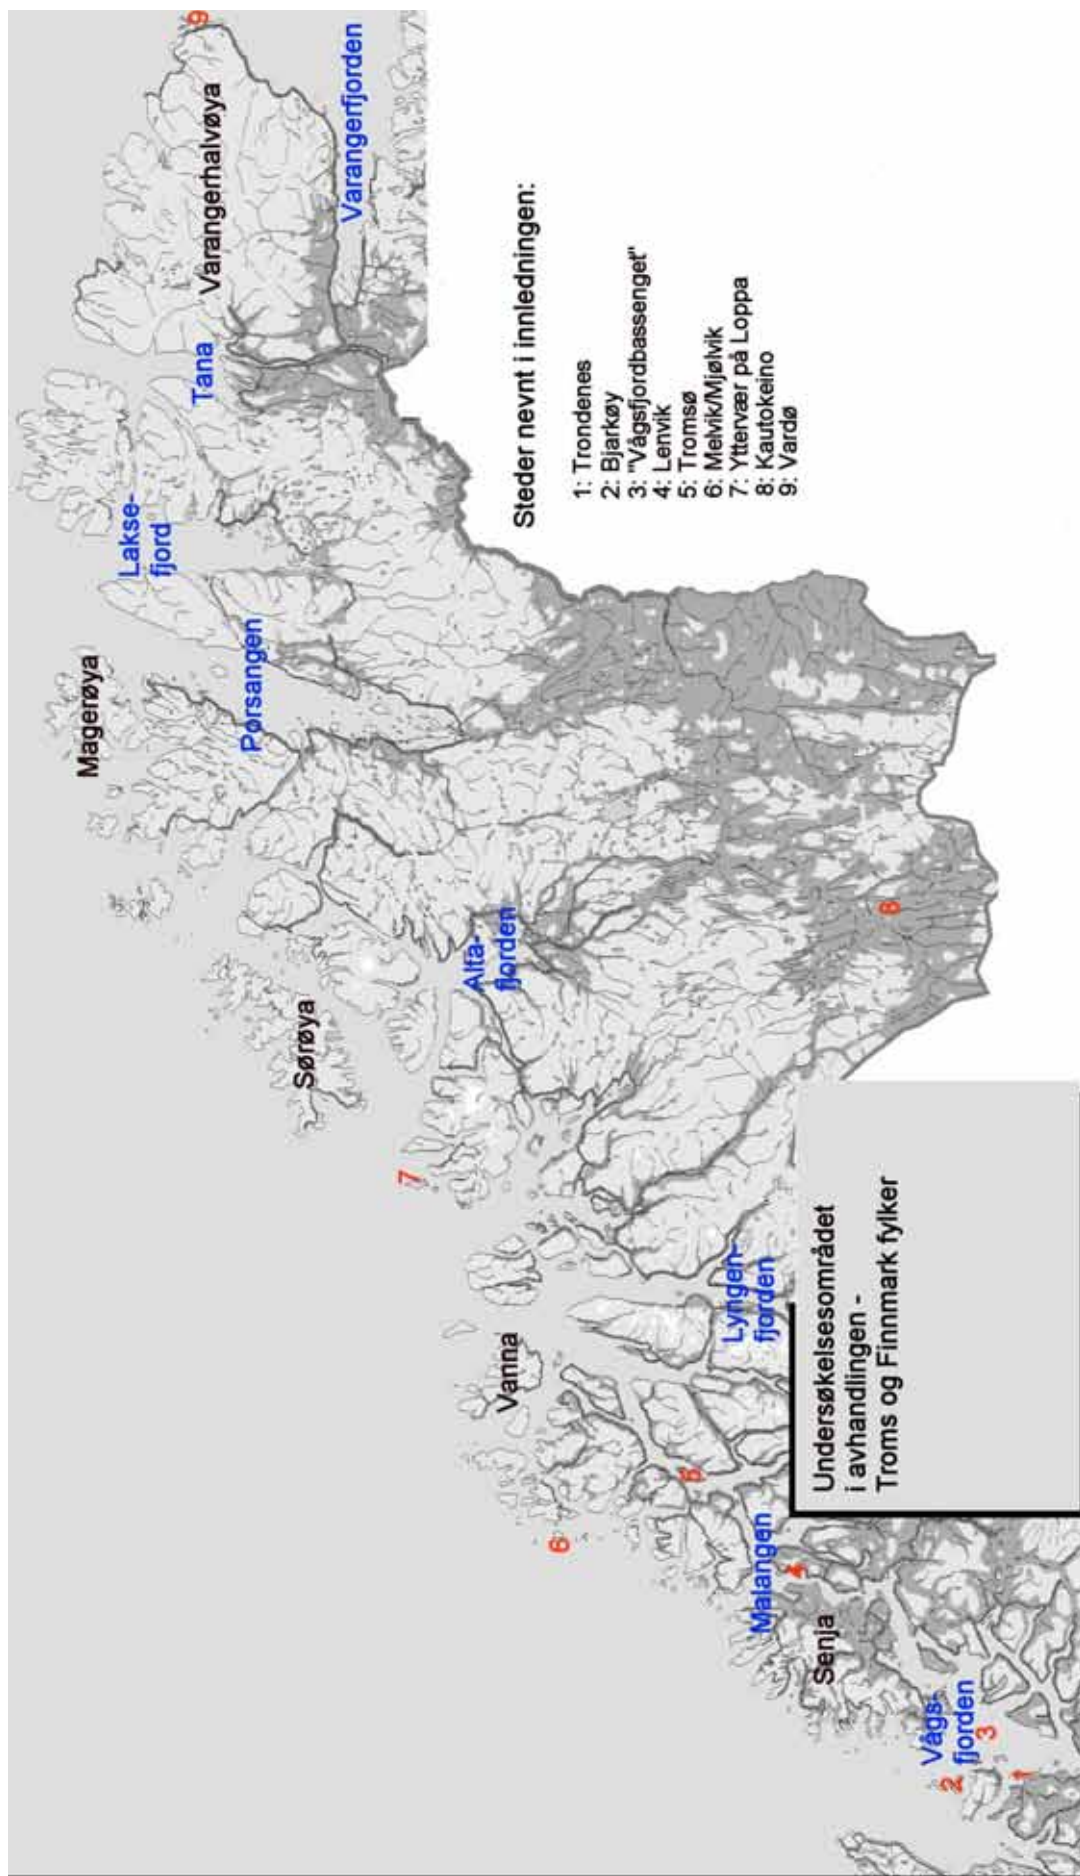 Magerøya
Lakse-
fjord
Tana
Varangerhalvøya
9
Porsangen
Varangerfjorden
Sørøya
Alta-
fjorden
7
Vanna
6
5
Lyngen-
fjorden
Malangen
4
Senja
Vågs-
fjorden
2
3
1
8
Steder nevnt i innledningen:
1: Trondenes
2: Bjarkøy
3: "Vågsfjordbassenget"
4: Lenvik
5: Tromsø
6: Melvik/Mjølvik
7: Yttervær på Loppa
8: Kautokeino
9: Vardø
Undersøkelsesområdet
i avhandlingen -
Troms og Finnmark fylker